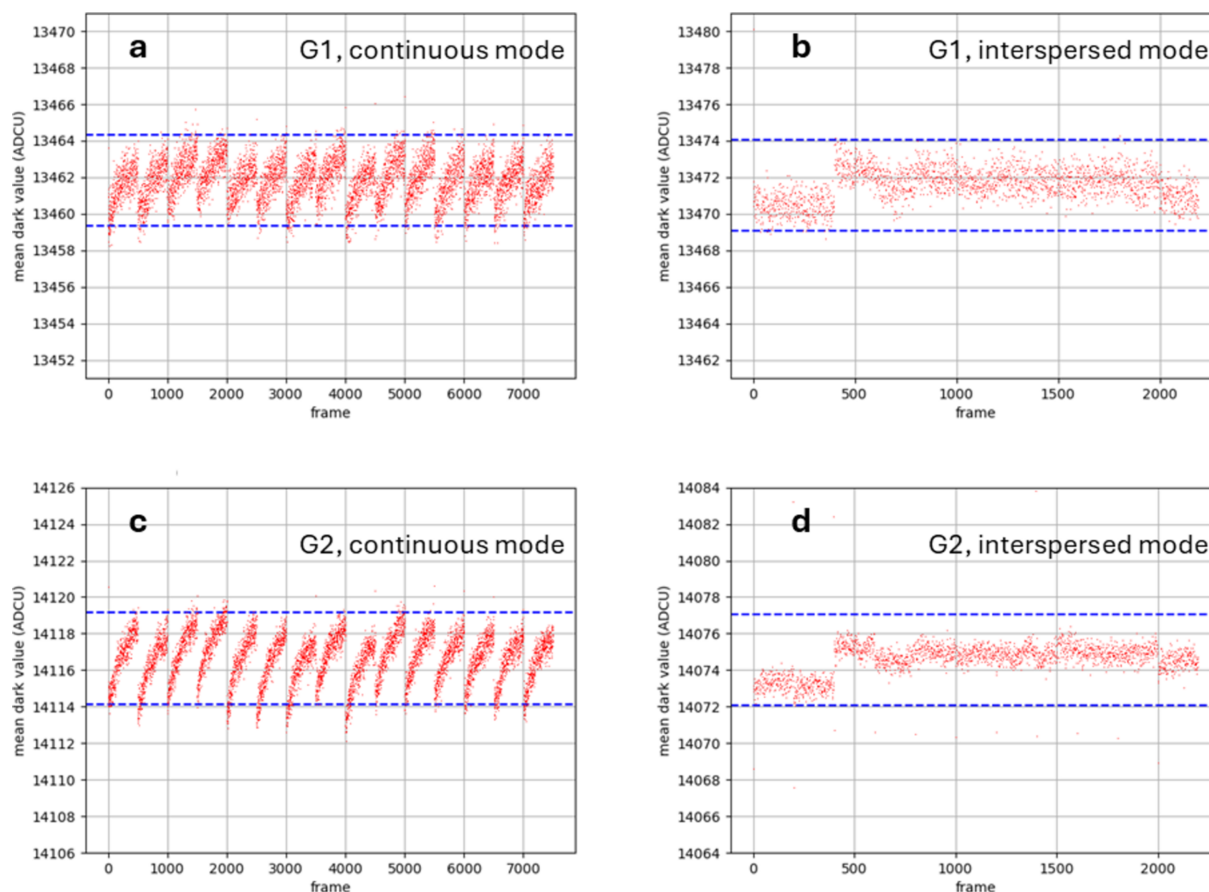 a
G1, continuous mode
mean dark value (ADCU)
13470
13468
13466
13464
13462
13460
13458
13456
13454
13452
0 1000 2000 3000 4000 5000 6000 7000
frame
b
G1, interspersed mode
mean dark value (ADCU)
13480
13478
13476
13474
13472
13470
13468
13466
13464
13462
0 500 1000 1500 2000
frame
c
G2, continuous mode
mean dark value (ADCU)
14126
14124
14122
14120
14118
14116
14114
14112
14110
14108
14106
0 1000 2000 3000 4000 5000 6000 7000
frame
d
G2, interspersed mode
mean dark value (ADCU)
14084
14082
14080
14078
14076
14074
14072
14070
14068
14066
14064
0 500 1000 1500 2000
frame